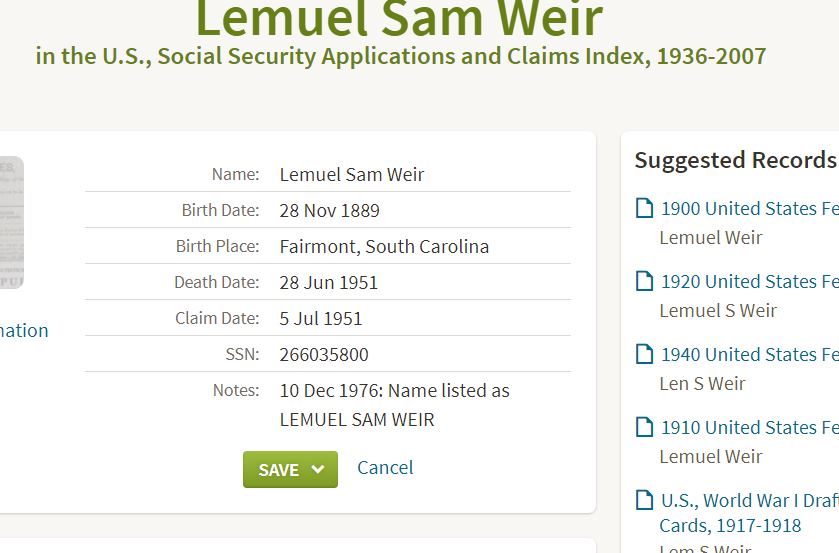 Lemuel Sam Weir
in the U.S., Social Security Applications and Claims Index, 1936-2007
Name: Lemuel Sam Weir
Birth Date: 28 Nov 1889
Birth Place: Fairmont, South Carolina
Death Date: 28 Jun 1951
Claim Date: 5 Jul 1951
SSN: 266035800
Notes: 10 Dec 1976: Name listed as
LEMUEL SAM WEIR
SAVE
Cancel
nation
Suggested Records
1900 United States Fe
Lemuel Weir
1920 United States Fe
Lemuel S Weir
1940 United States Fe
Len S Weir
1910 United States Fe
Lemuel Weir
U.S., World War I Draf
Cards, 1917-1918
Lem S Weir